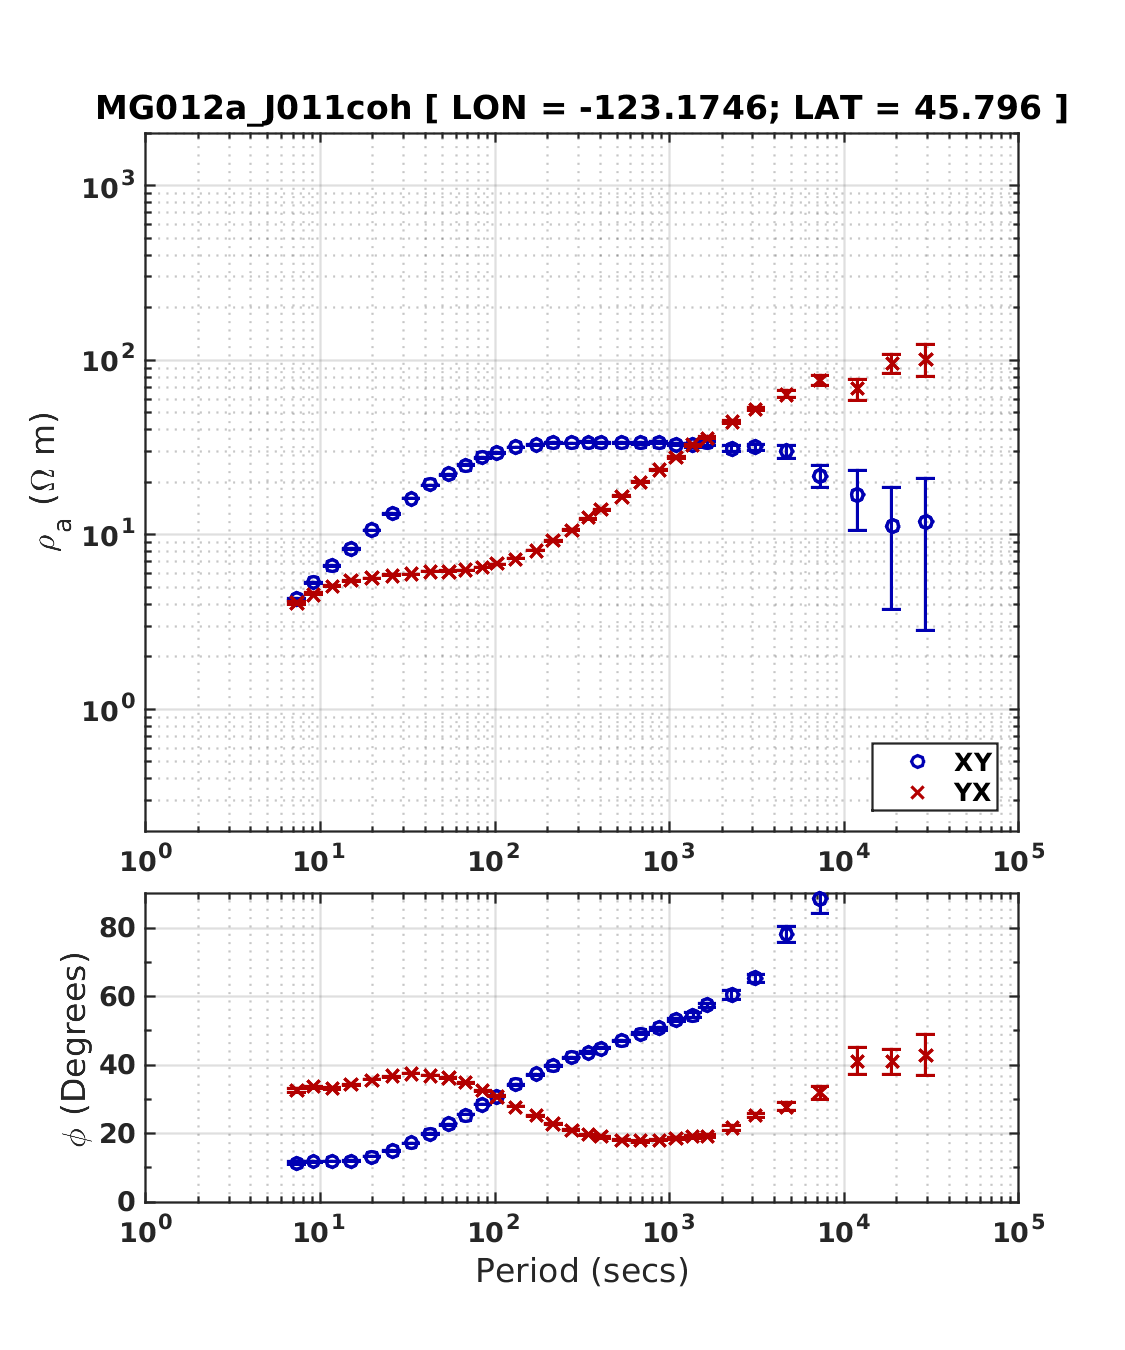 MG012a_J011coh [ LON = -123.1746; LAT = 45.796 ]
10³
10²
10¹
10⁰
ρ a (Ω m)
XY
YX
10⁰ 10¹ 10² 10³ 10⁴ 10⁵
80
60
40
20
0
ϕ (Degrees)
10⁰ 10¹ 10² 10³ 10⁴ 10⁵
Period (secs)